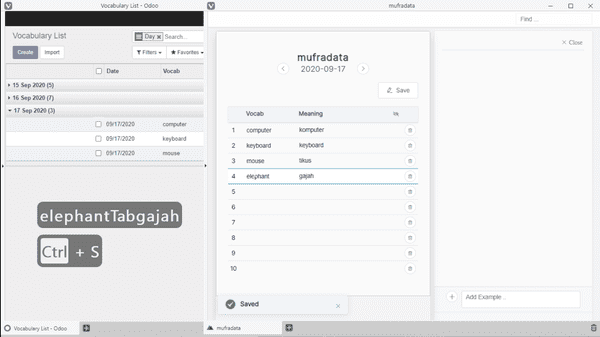 Vocabulary List - Odoo
Vocabulary List
Day
Search...
Create
Import
Filters
Favorites
Date
Vocab
15 Sep 2020 (5)
16 Sep 2020 (7)
17 Sep 2020 (3)
09/17/2020 computer
09/17/2020 keyboard
09/17/2020 mouse
elephantTabgajah
Ctrl + S
Vocabulary List - Odoo
mufradata
Find ...
mufradata
2020-09-17
Save
Vocab Meaning
1 computer komputer
2 keyboard keyboard
3 mouse tikus
4 elephant gajah
5
6
7
8
9
10
Saved
Close
Add Example ..
mufradata